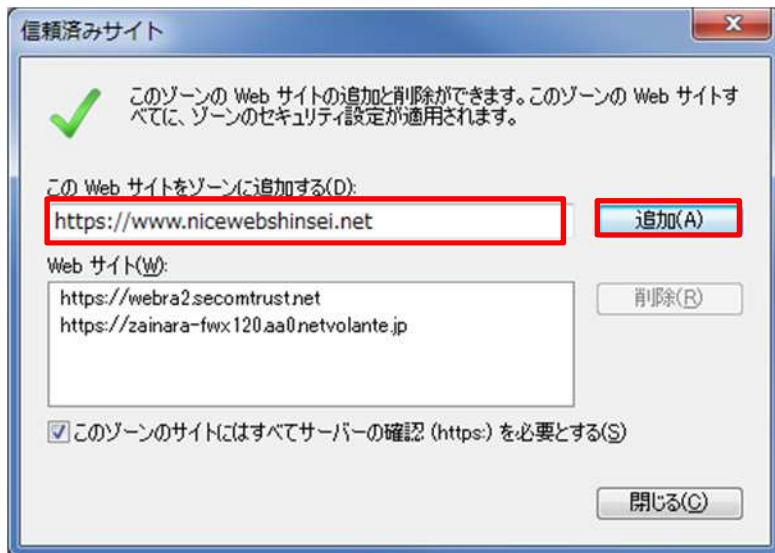 信頼済みサイト
このゾーンの Web サイトの追加と削除ができます。このゾーンの Web サイトす
べてに、ゾーンのセキュリティ設定が適用されます。
この Web サイトをゾーンに追加する(D):
https://www.nicewebshinsei.net
追加(A)
Web サイト(W):
https://webra2.secomtrust.net
削除(R)
https://zainara-fwx120.aa0.netvolante.jp
このゾーンのサイトにはすべてサーバーの確認 (https:) を必要とする(S)
閉じる(C)